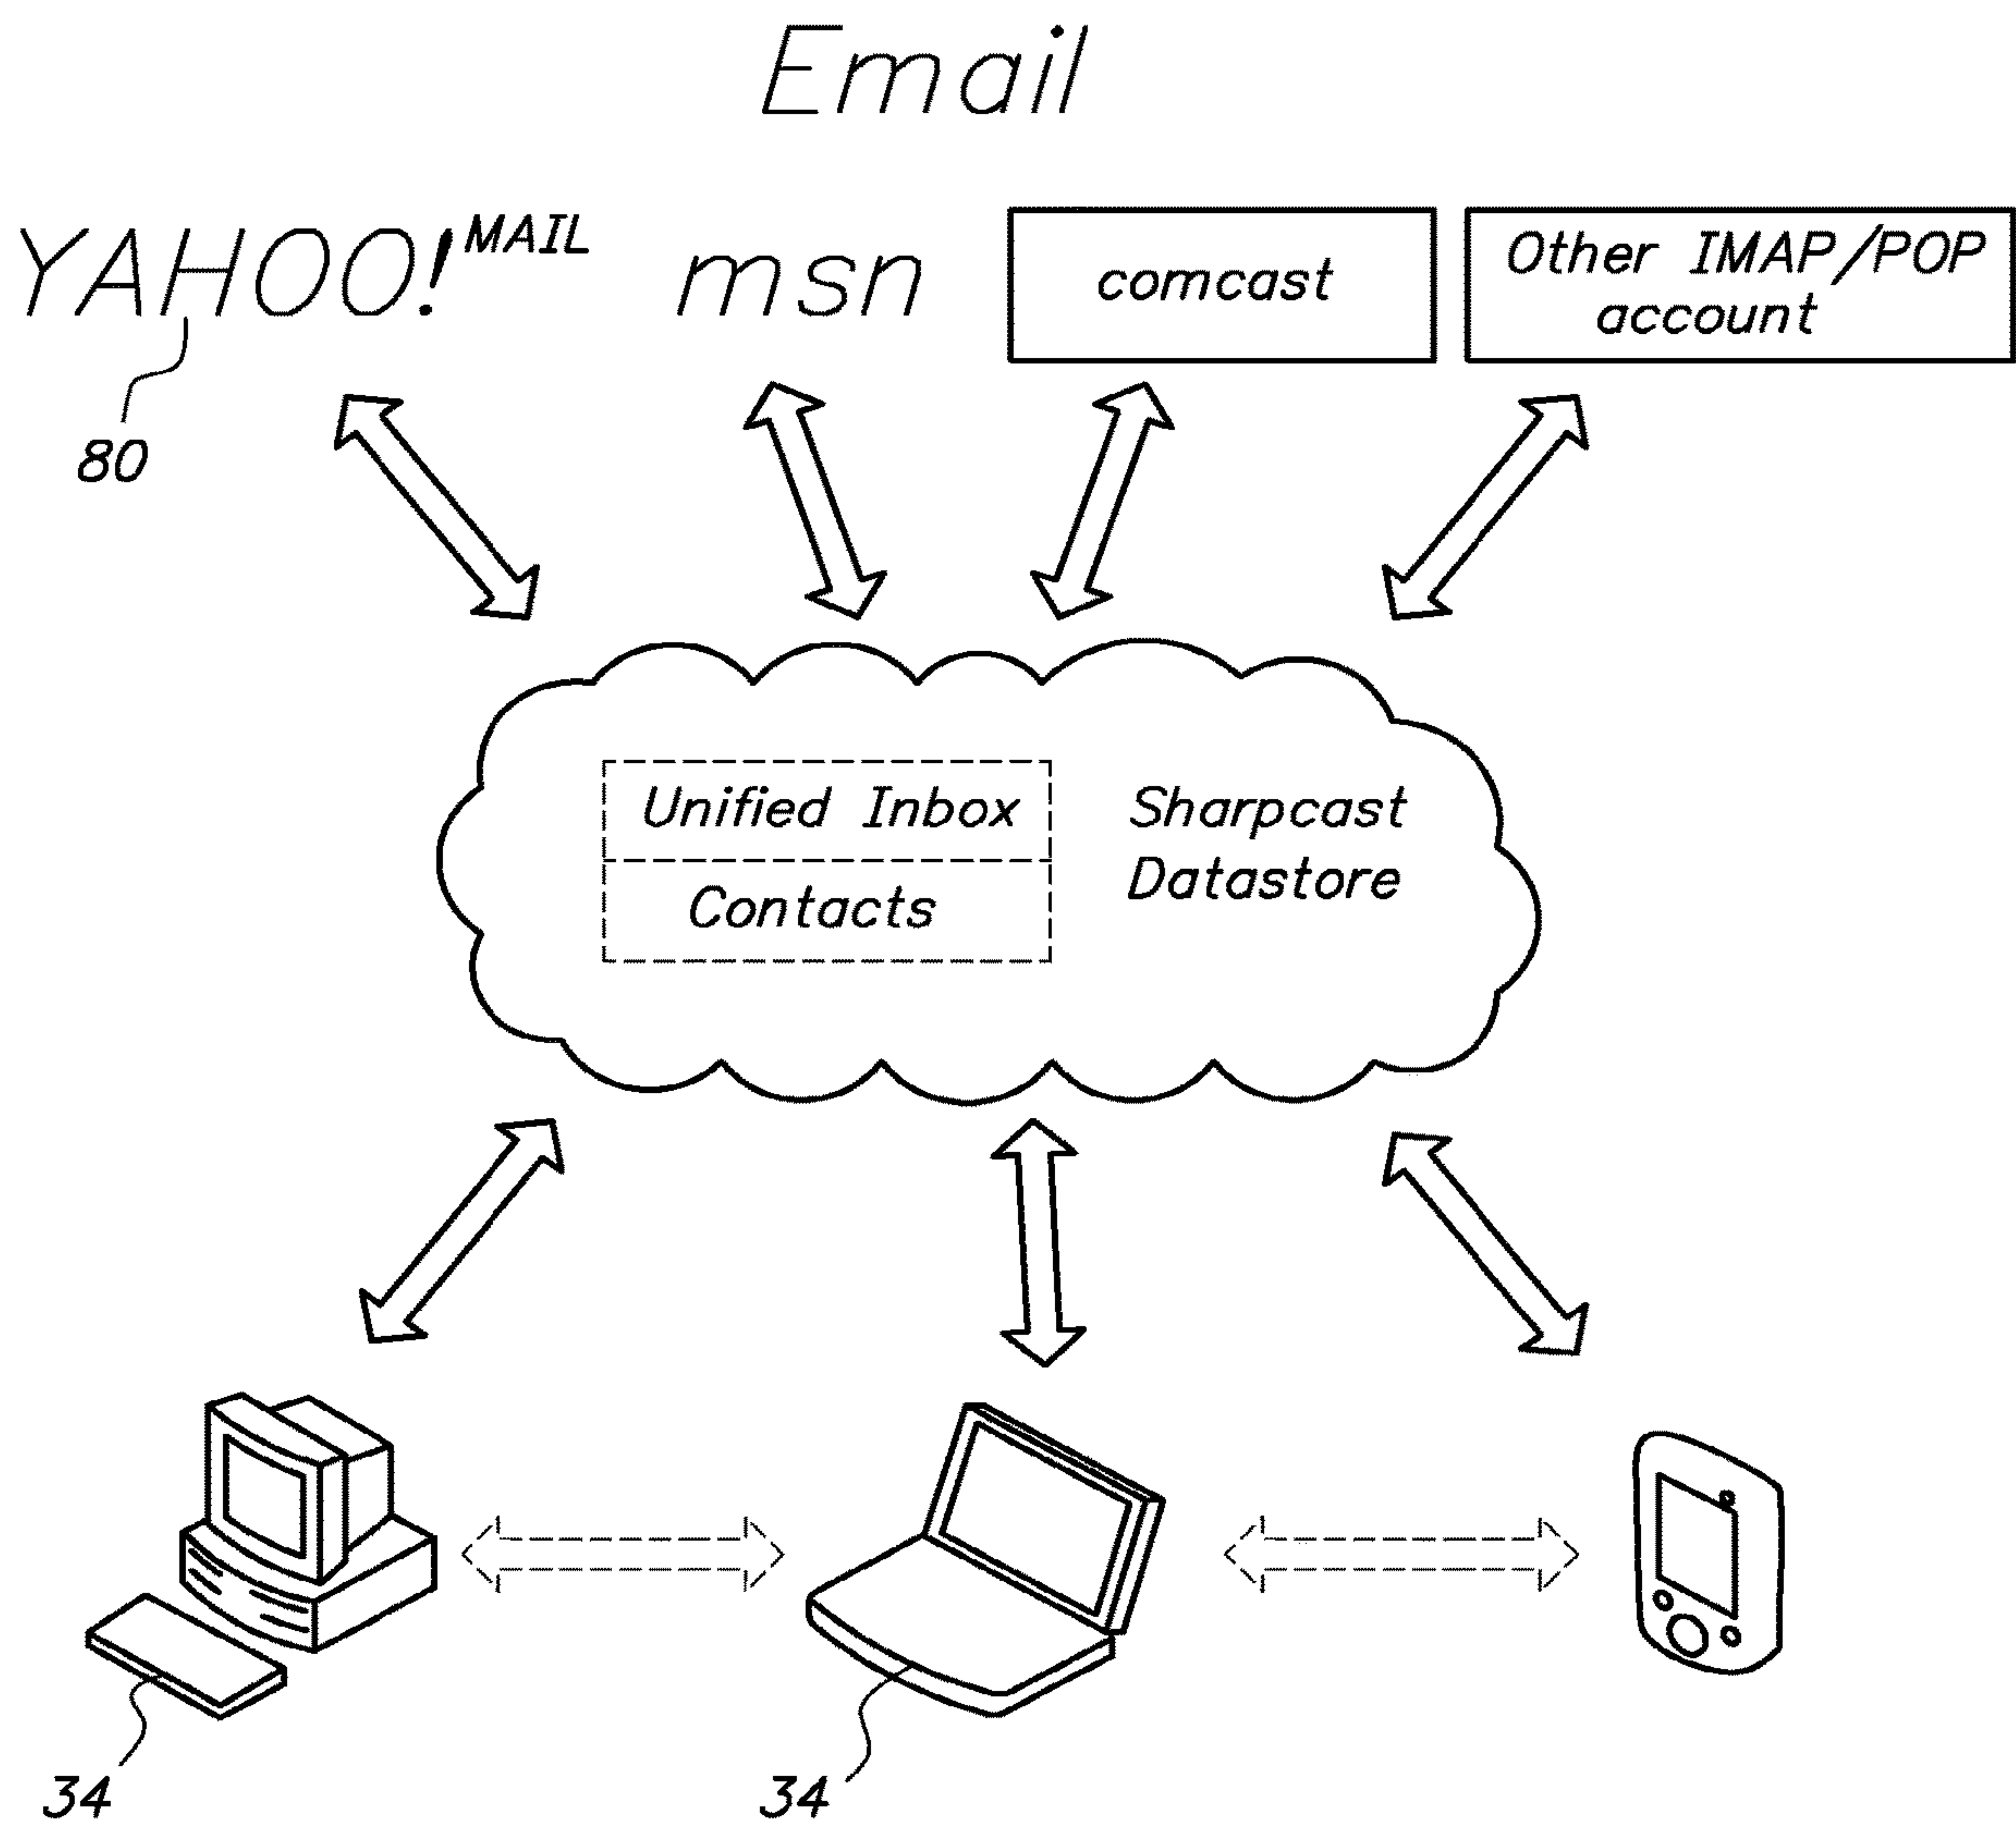 Email
YAHOO! MAIL
msn
comcast
Other IMAP/POP
account
80
Unified Inbox
Contacts
Sharpcast
Datastore
34
34